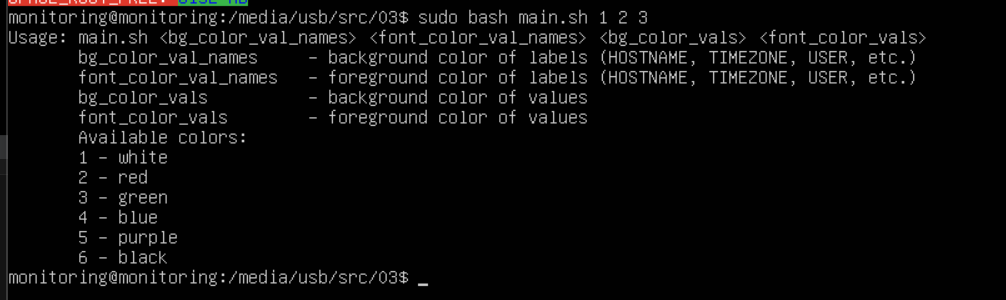 SPACE_ROOT_FREE:
monitoring@monitoring:/media/usb/src/03$ sudo bash main.sh 1 2 3
Usage: main.sh <bg_color_val_names> <font_color_val_names> <bg_color_vals> <font_color_vals>
bg_color_val_names - background color of labels (HOSTNAME, TIMEZONE, USER, etc.)
font_color_val_names - foreground color of labels (HOSTNAME, TIMEZONE, USER, etc.)
bg_color_vals - background color of values
font_color_vals - foreground color of values
Available colors:
1 - white
2 - red
3 - green
4 - blue
5 - purple
6 - black
monitoring@monitoring:/media/usb/src/03$ _